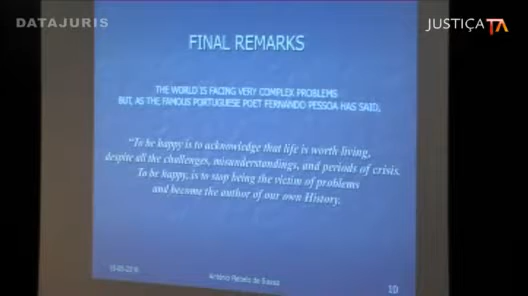 DATAJURIS
JUSTIÇA TA
FINAL REMARKS
THE WORLD IS FACING VERY COMPLEX PROBLEMS
BUT, AS THE FAMOUS PORTUGUESE POET FERNANDO PESSOA HAS SAID,
“To be happy is to acknowledge that life is worth living,
despite all the challenges, misunderstandings, and periods of crisis.
To be happy, is to stop being the victim of problems
and become the author of our own History.
António Rebelo de Sousa
10